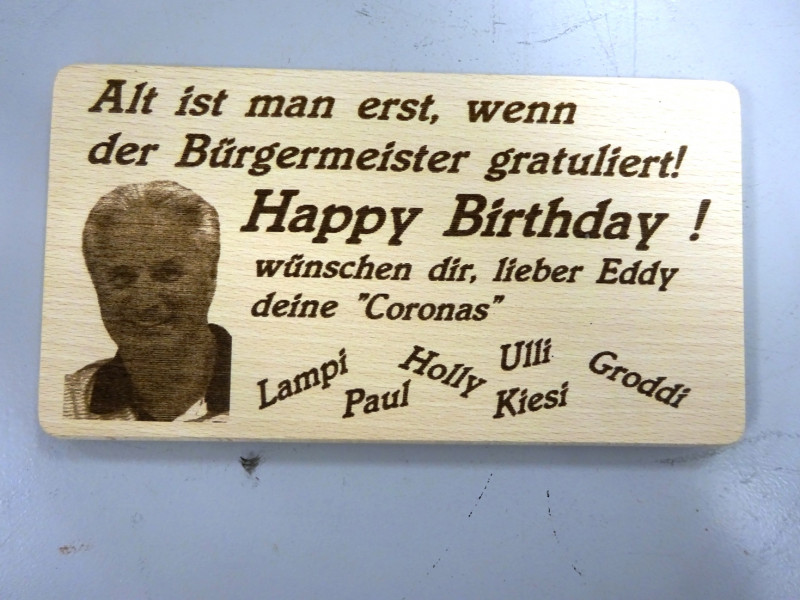 Alt ist man erst, wenn
der Bürgermeister gratuliert!
Happy Birthday !
wünschen dir, lieber Eddy
deine "Coronas"
Lampi
Paul
Holly
Ulli
Kiesi
Groddi